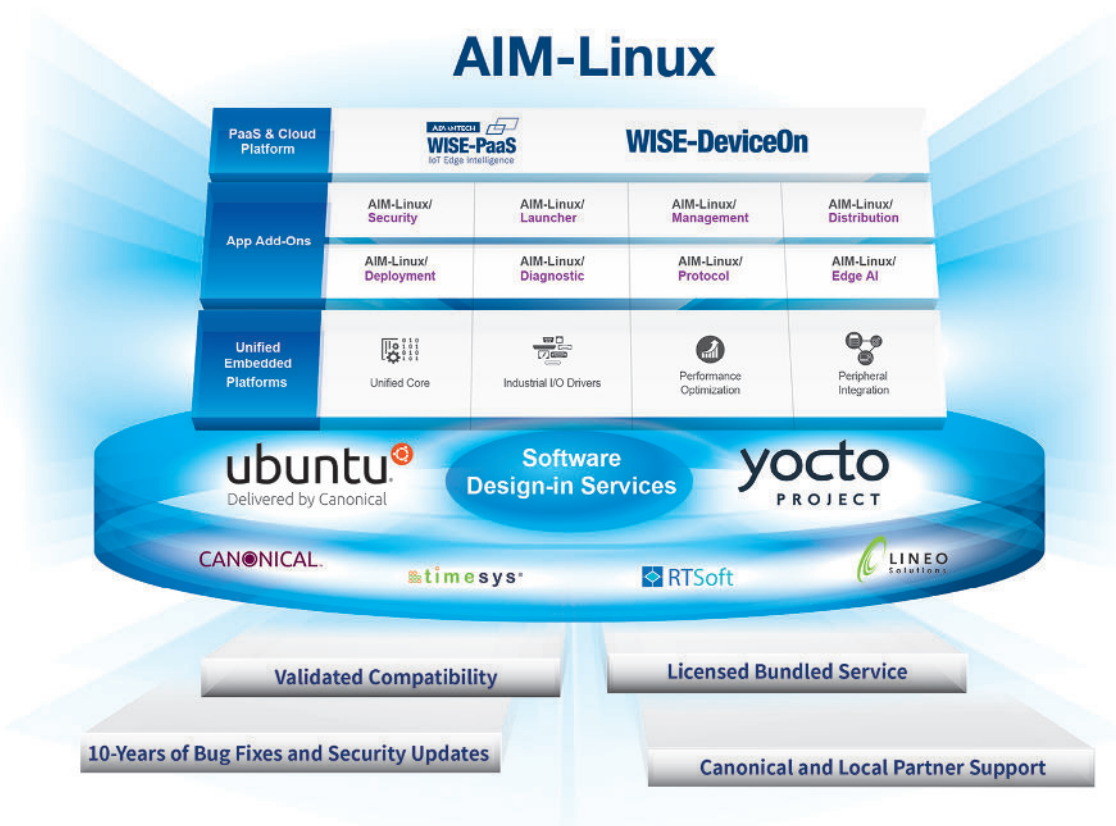 AIM-Linux
PaaS & Cloud
Platform
ADVANTECH
WISE-PaaS
IoT Edge Intelligence
WISE-DeviceOn
App Add-Ons
AIM-Linux/
Security
AIM-Linux/
Launcher
AIM-Linux/
Management
AIM-Linux/
Distribution
AIM-Linux/
Deployment
AIM-Linux/
Diagnostic
AIM-Linux/
Protocol
AIM-Linux/
Edge AI
Unified
Embedded
Platforms
Unified Core
Industrial I/O Drivers
Performance
Optimization
Peripheral
Integration
ubuntu
Delivered by Canonical
Software
Design-in Services
yocto
PROJECT
CANONICAL
timesys
RTSoft
LINEO
Solutions
Validated Compatibility
Licensed Bundled Service
10-Years of Bug Fixes and Security Updates
Canonical and Local Partner Support